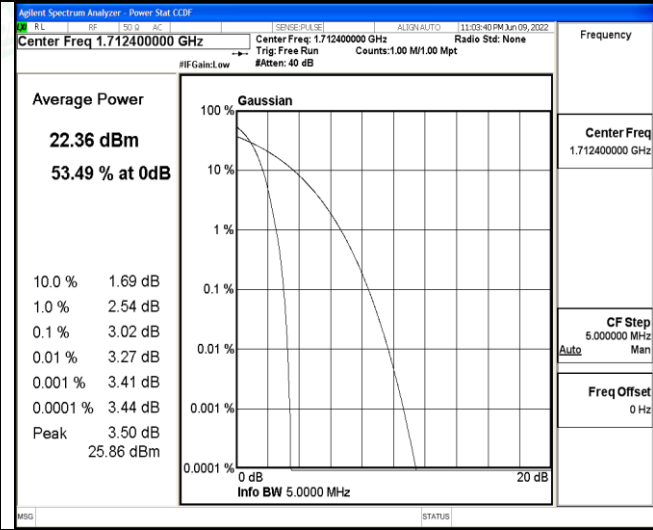 Agilent Spectrum Analyzer - Power Stat CCDF
RL RF 50 Ω AC SENSE:PULSE ALIGN AUTO 11:03:40 PM Jun 09, 2022
Center Freq 1.712400000 GHz
Center Freq: 1.712400000 GHz Radio Std: None
Trig: Free Run Counts:1.00 M/1.00 Mpt
#IFGain:Low #Atten: 40 dB
Frequency
Average Power
22.36 dBm
53.49 % at 0dB
10.0 % 1.69 dB
1.0 % 2.54 dB
0.1 % 3.02 dB
0.01 % 3.27 dB
0.001 % 3.41 dB
0.0001 % 3.44 dB
Peak 3.50 dB
25.86 dBm
Gaussian
100 %
10 %
1 %
0.1 %
0.01 %
0.001 %
0.0001 %
0 dB 20 dB
Info BW 5.0000 MHz
Center Freq
1.712400000 GHz
CF Step
5.000000 MHz
Auto Man
Freq Offset
0 Hz
MSG STATUS